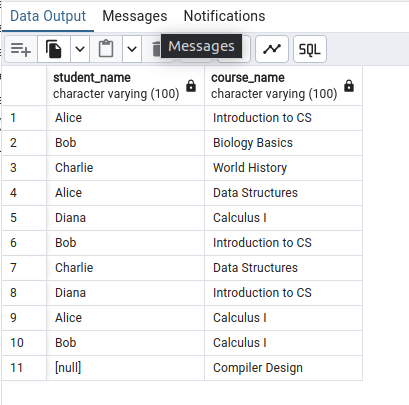 Data Output Messages Notifications
Messages
SQL
student_name course_name
character varying (100) character varying (100)
1 Alice Introduction to CS
2 Bob Biology Basics
3 Charlie World History
4 Alice Data Structures
5 Diana Calculus I
6 Bob Introduction to CS
7 Charlie Data Structures
8 Diana Introduction to CS
9 Alice Calculus I
10 Bob Calculus I
11 [null] Compiler Design